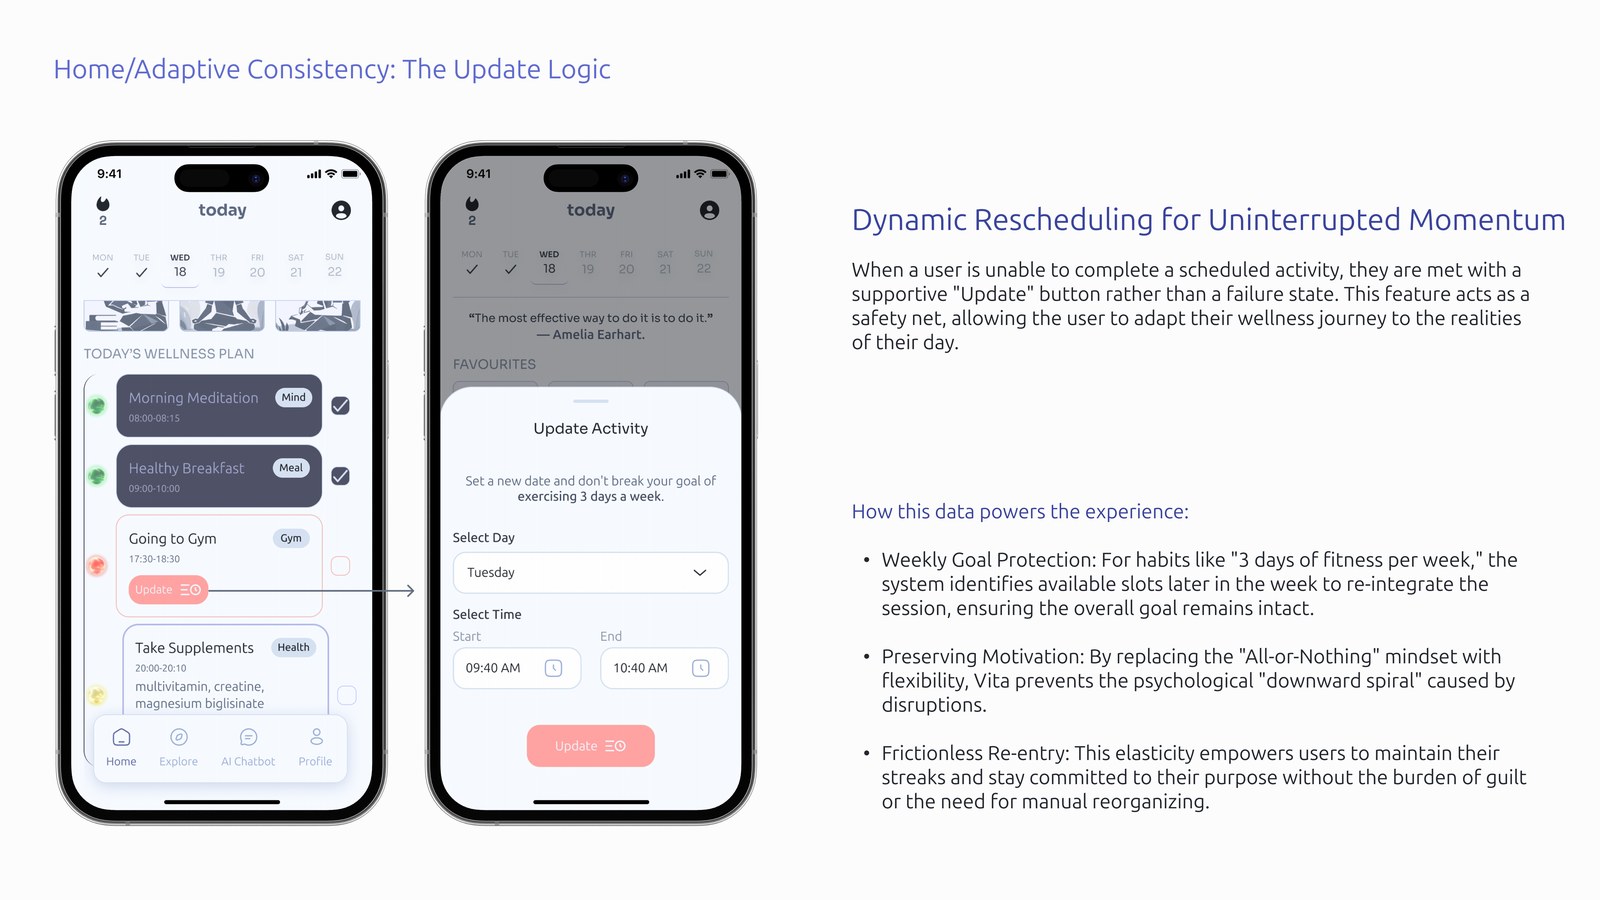 Home/Adaptive Consistency: The Update Logic
9:41
2
today
MON TUE WED THR FRI SAT SUN
18 19 20 21 22
TODAY'S WELLNESS PLAN
Morning Meditation Mind
08:00-08:15
Healthy Breakfast Meal
09:00-10:00
Going to Gym Gym
17:30-18:30
Update
Take Supplements Health
20:00-20:10
multivitamin, creatine,
magnesium biglisinate
Home Explore AI Chatbot Profile
9:41
2
today
MON TUE WED THR FRI SAT SUN
18 19 20 21 22
“The most effective way to do it is to do it.”
— Amelia Earhart.
FAVOURITES
Update Activity
Set a new date and don't break your goal of
exercising 3 days a week.
Select Day
Tuesday
Select Time
Start End
09:40 AM 10:40 AM
Update
Dynamic Rescheduling for Uninterrupted Momentum
When a user is unable to complete a scheduled activity, they are met with a
supportive "Update" button rather than a failure state. This feature acts as a
safety net, allowing the user to adapt their wellness journey to the realities
of their day.
How this data powers the experience:
• Weekly Goal Protection: For habits like "3 days of fitness per week," the
system identifies available slots later in the week to re-integrate the
session, ensuring the overall goal remains intact.
• Preserving Motivation: By replacing the "All-or-Nothing" mindset with
flexibility, Vita prevents the psychological "downward spiral" caused by
disruptions.
• Frictionless Re-entry: This elasticity empowers users to maintain their
streaks and stay committed to their purpose without the burden of guilt
or the need for manual reorganizing.